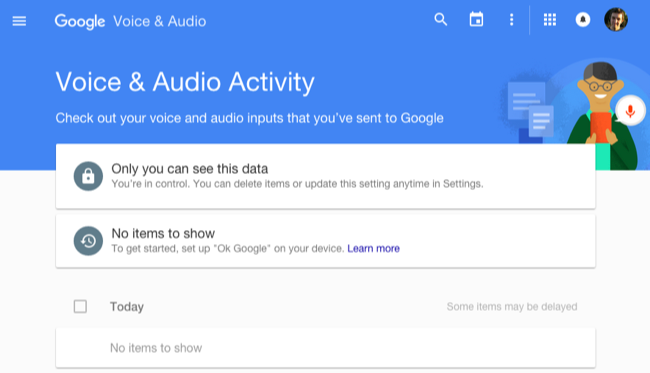 Google Voice & Audio
Voice & Audio Activity
Check out your voice and audio inputs that you've sent to Google
Only you can see this data
You're in control. You can delete items or update this setting anytime in Settings.
No items to show
To get started, set up "Ok Google" on your device. Learn more
Today
Some items may be delayed
No items to show